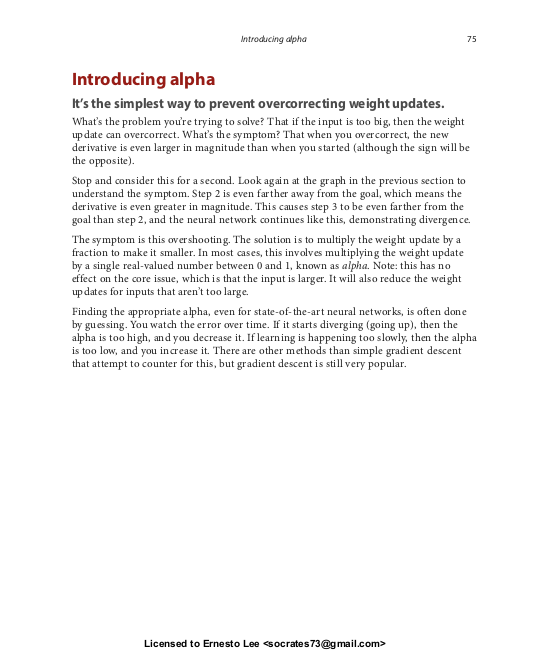 Introducing alpha 75
Introducing alpha
It's the simplest way to prevent overcorrecting weight updates.
What's the problem you're trying to solve? That if the input is too big, then the weight
update can overcorrect. What's the symptom? That when you overcorrect, the new
derivative is even larger in magnitude than when you started (although the sign will be
the opposite).
Stop and consider this for a second. Look again at the graph in the previous section to
understand the symptom. Step 2 is even farther away from the goal, which means the
derivative is even greater in magnitude. This causes step 3 to be even farther from the
goal than step 2, and the neural network continues like this, demonstrating divergence.
The symptom is this overshooting. The solution is to multiply the weight update by a
fraction to make it smaller. In most cases, this involves multiplying the weight update
by a single real-valued number between 0 and 1, known as alpha. Note: this has no
effect on the core issue, which is that the input is larger. It will also reduce the weight
updates for inputs that aren't too large.
Finding the appropriate alpha, even for state-of-the-art neural networks, is often done
by guessing. You watch the error over time. If it starts diverging (going up), then the
alpha is too high, and you decrease it. If learning is happening too slowly, then the alpha
is too low, and you increase it. There are other methods than simple gradient descent
that attempt to counter for this, but gradient descent is still very popular.
Licensed to Ernesto Lee <socrates73@gmail.com>